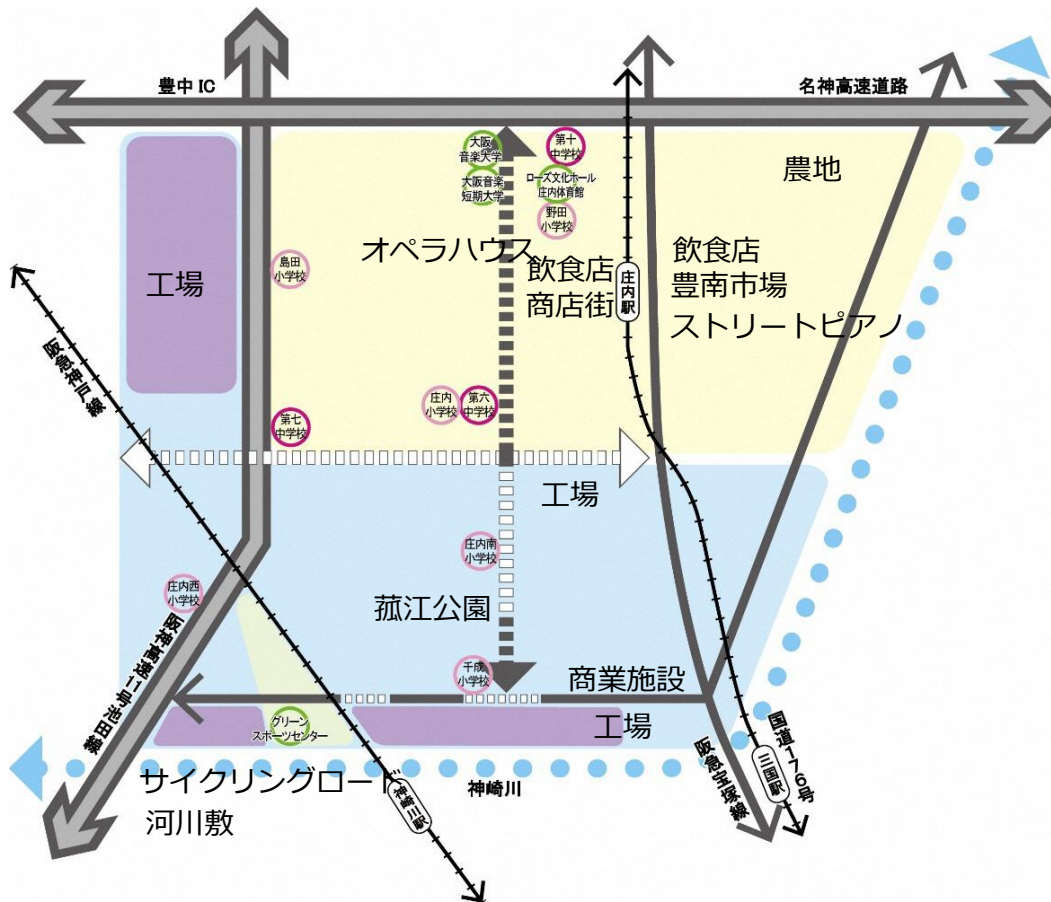 豊中 IC
名神高速道路
大阪
音楽大学
第十
中学校
大阪音楽
短期大学
ローズ文化ホール
庄内体育館
農地
野田
小学校
オペラハウス
島田
小学校
工場
飲食店
商店街
庄内駅
飲食店
豊南市場
ストリートピアノ
阪急神戸線
庄内
小学校
第六
中学校
第七
中学校
工場
庄内南
小学校
庄内西
小学校
菰江公園
阪神高速11号池田線
千成
小学校
商業施設
グリーン
スポーツセンター
工場
国道176号
阪急宝塚線
三国駅
サイクリングロード
河川敷
神崎川
神崎川駅